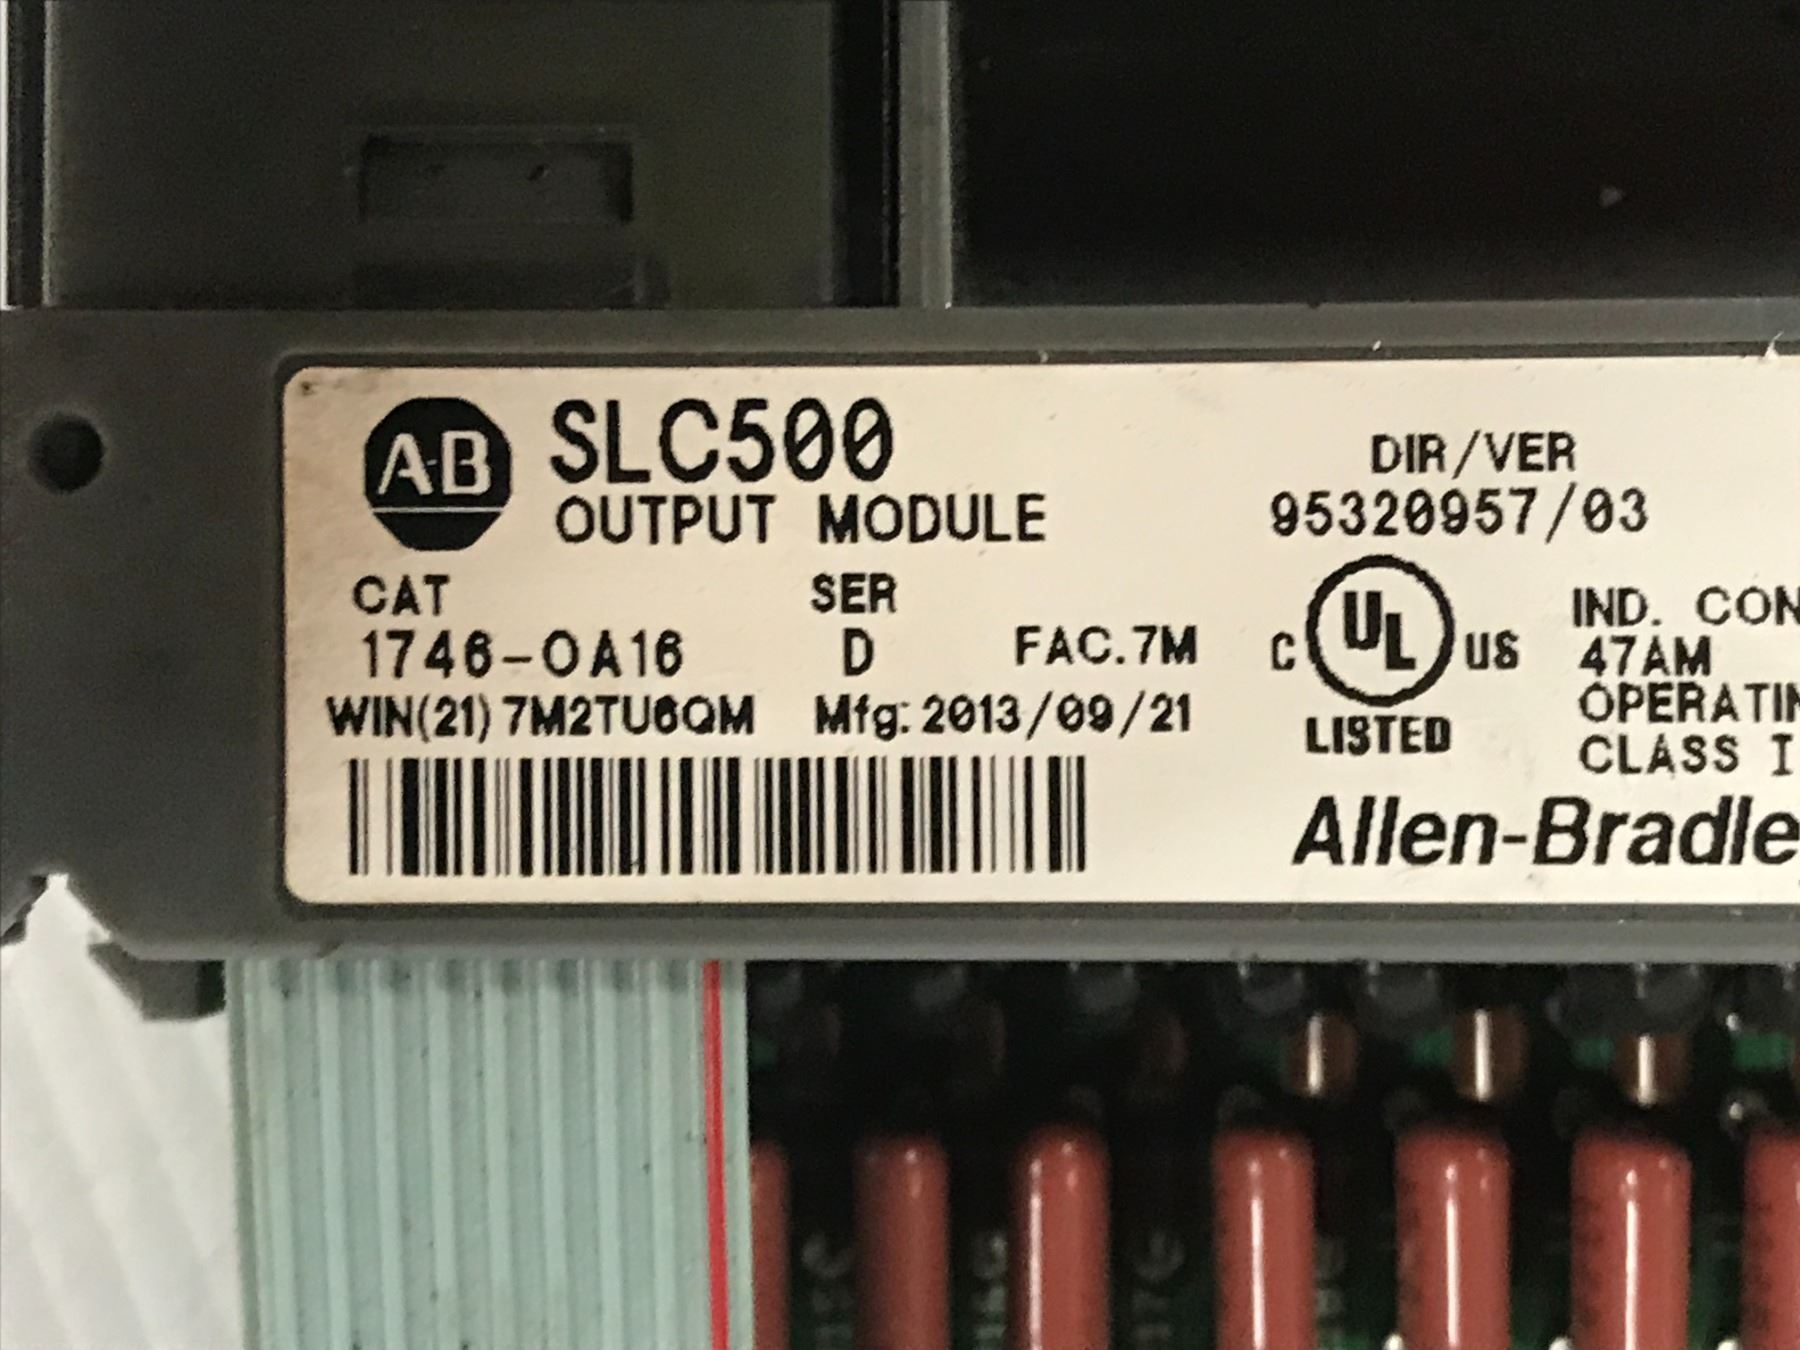 A-B SLC500
OUTPUT MODULE
CAT SER
1746-OA16 D FAC.7M
WIN(21) 7M2TU6QM Mfg: 2013/09/21
DIR/VER
95320957/03
C UL US
LISTED
IND. CON
47AM
OPERATIN
CLASS I
Allen-Bradle